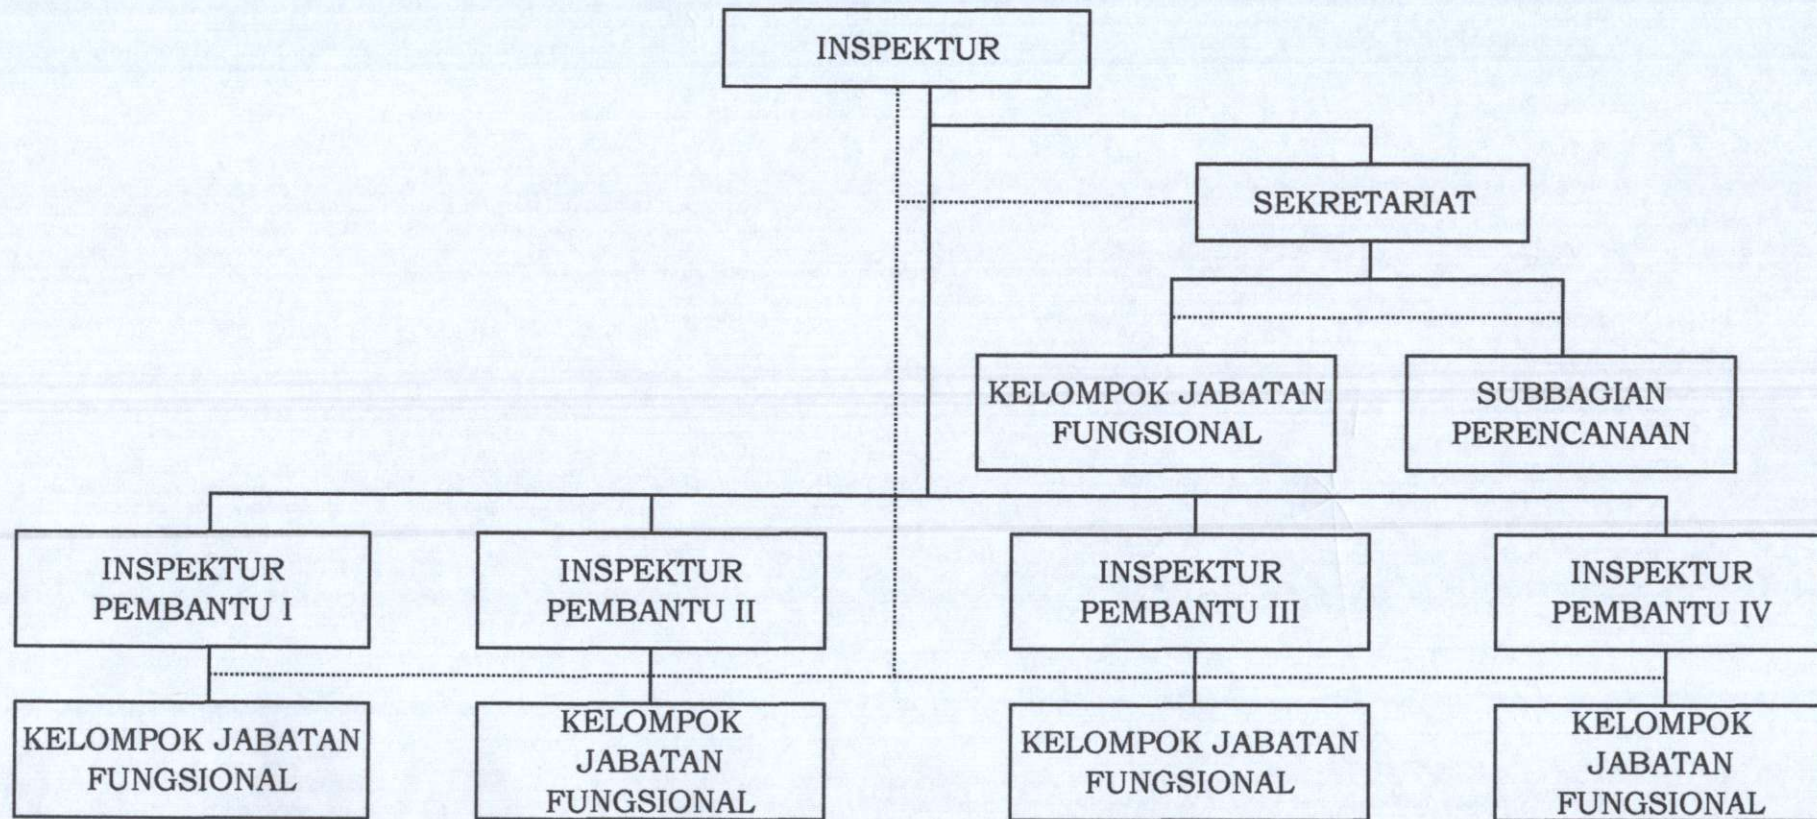 INSPEKTUR
SEKRETARIAT
KELOMPOK JABATAN
FUNGSIONAL
SUBBAGIAN
PERENCANAAN
INSPEKTUR
PEMBANTU I
INSPEKTUR
PEMBANTU II
INSPEKTUR
PEMBANTU III
INSPEKTUR
PEMBANTU IV
KELOMPOK JABATAN
FUNGSIONAL
KELOMPOK
JABATAN
FUNGSIONAL
KELOMPOK JABATAN
FUNGSIONAL
KELOMPOK
JABATAN
FUNGSIONAL